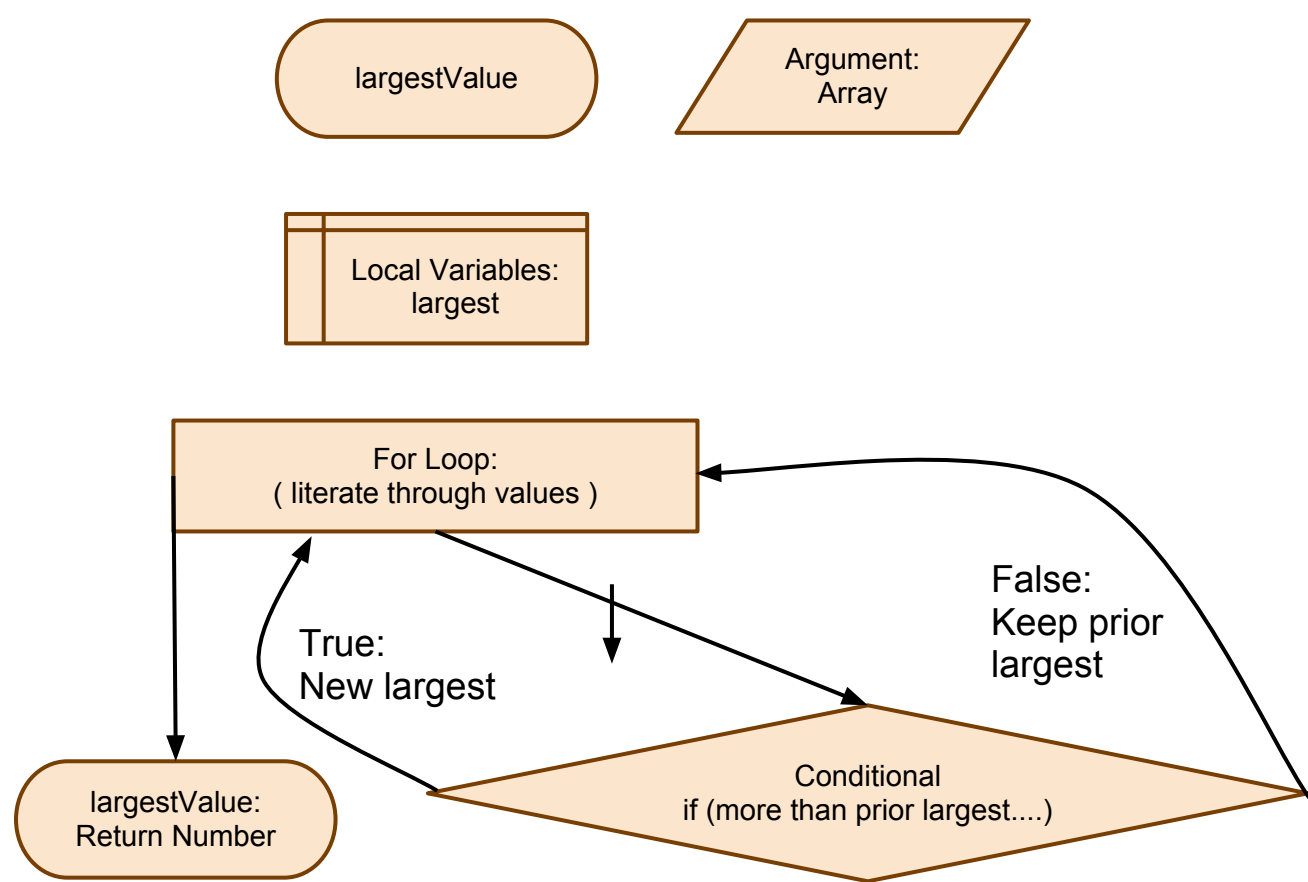 largestValue
Argument:
Array
Local Variables:
largest
For Loop:
( literate through values )
True:
New largest
False:
Keep prior
largest
largestValue:
Return Number
Conditional
if (more than prior largest....)